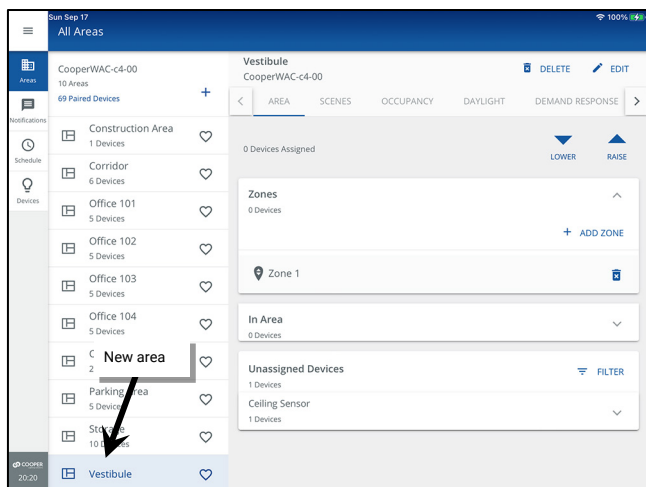 Sun Sep 17
100%
All Areas
Areas
Notifications
Schedule
Devices
COOPER
20:20
CooperWAC-c4-00
10 Areas
69 Paired Devices
+
Construction Area
1 Devices
Corridor
6 Devices
Office 101
5 Devices
Office 102
5 Devices
Office 103
5 Devices
Office 104
5 Devices
New area
2
Parking
5 Devices
10
Vestibule
Vestibule
CooperWAC-c4-00
DELETE
EDIT
AREA SCENES OCCUPANCY DAYLIGHT DEMAND RESPONSE
0 Devices Assigned
LOWER
RAISE
Zones
0 Devices
+ ADD ZONE
Zone 1
In Area
0 Devices
Unassigned Devices
1 Devices
FILTER
Ceiling Sensor
1 Devices